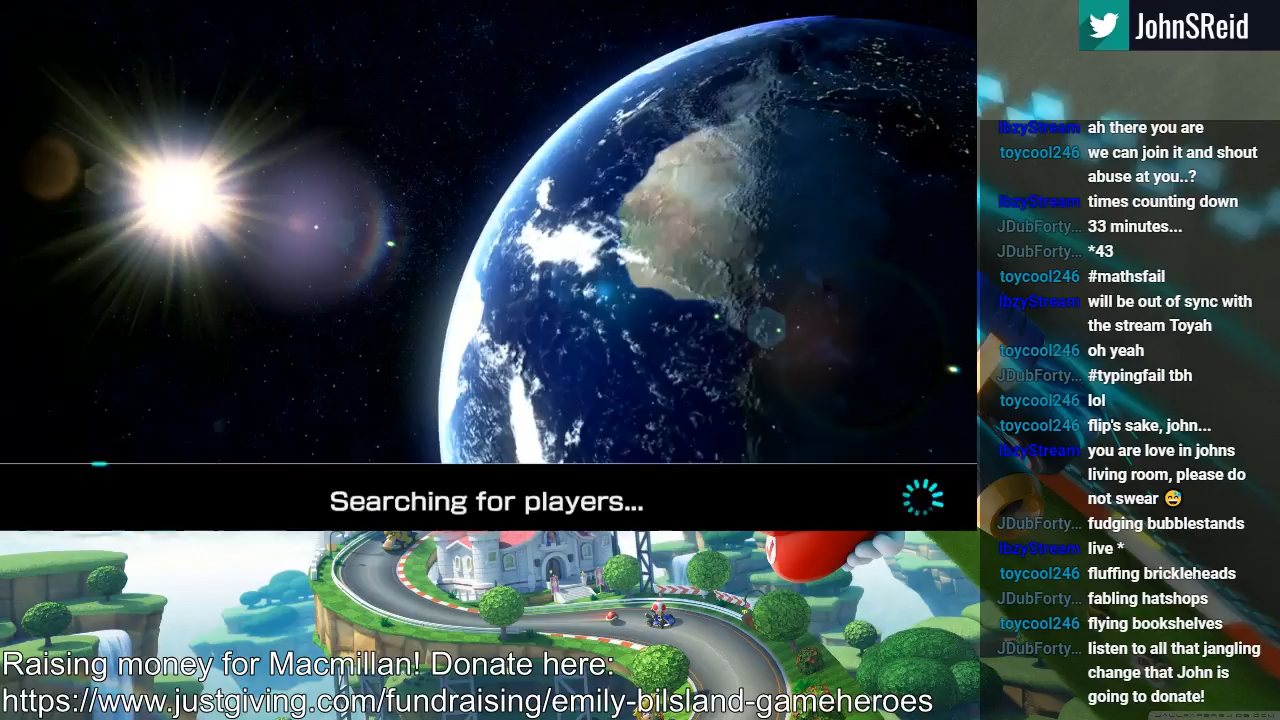 JohnSReid
IbzyStream ah there you are
toycool246 we can join it and shout
abuse at you..?
IbzyStream times counting down
JDubForty... 33 minutes...
JDubForty... *43
toycool246 #mathsfail
IbzyStream will be out of sync with
the stream Toyah
toycool246 oh yeah
JDubForty... #typingfail tbh
toycool246 lol
toycool246 flip's sake, john...
IbzyStream you are love in johns
living room, please do
not swear 😅
JDubForty... fudging bubblestands
IbzyStream live *
toycool246 fluffing brickleheads
JDubForty... fabling hatshops
toycool246 flying bookshelves
JDubForty... listen to all that jangling
change that John is
going to donate!
Searching for players...
Raising money for Macmillan! Donate here:
https://www.justgiving.com/fundraising/emily-bilsland-gameheroes